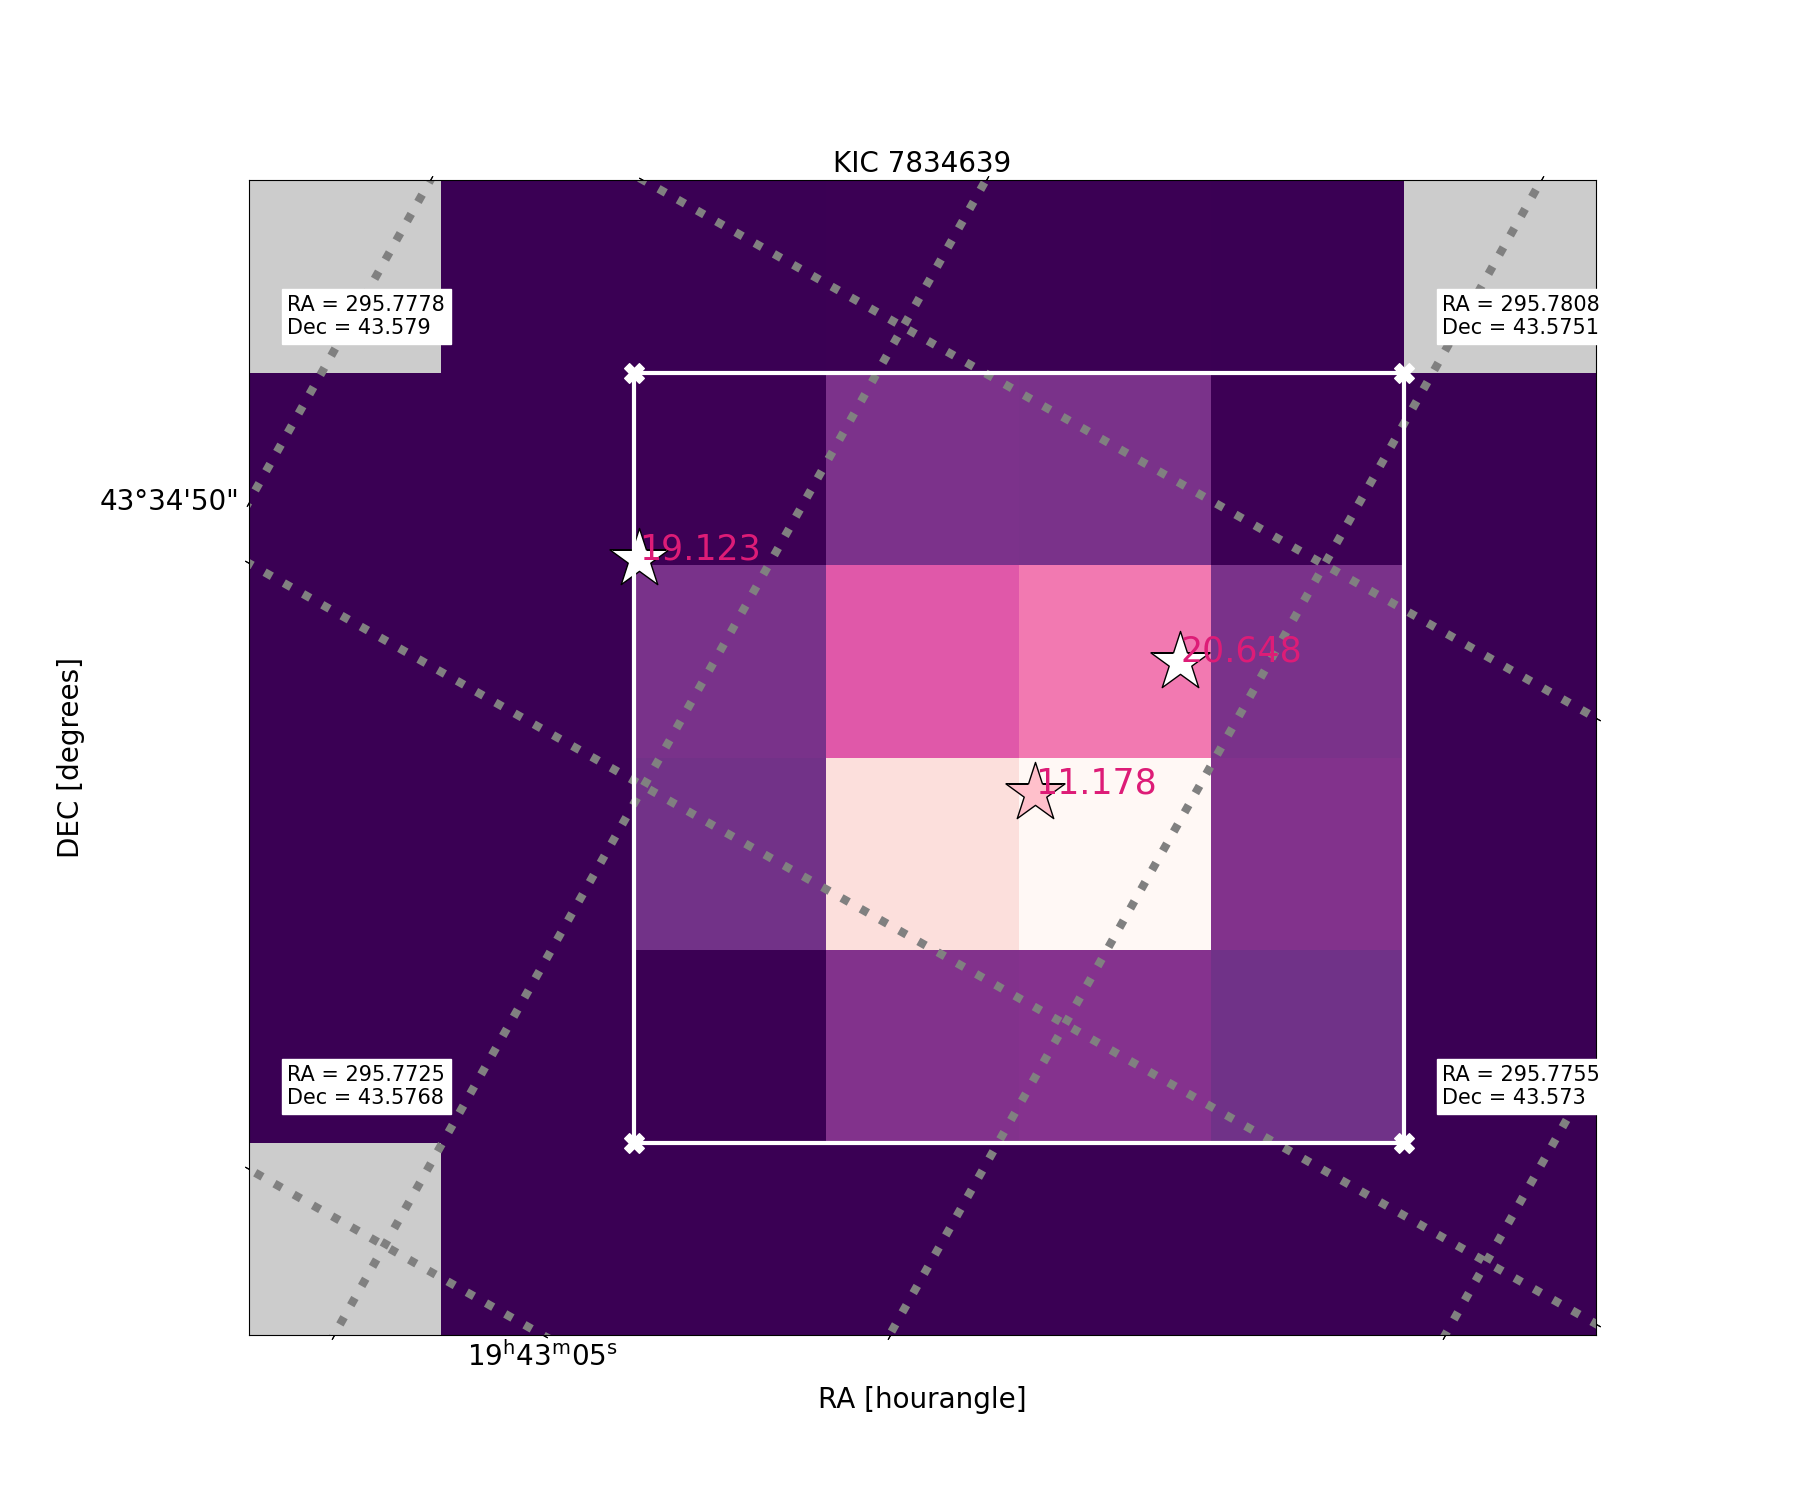 KIC 7834639
RA = 295.7778
Dec = 43.579
RA = 295.7808
Dec = 43.5751
43°34'50"
19.123
20.648
11.178
DEC [degrees]
RA = 295.7725
Dec = 43.5768
RA = 295.7755
Dec = 43.573
19h43m05s
RA [hourangle]